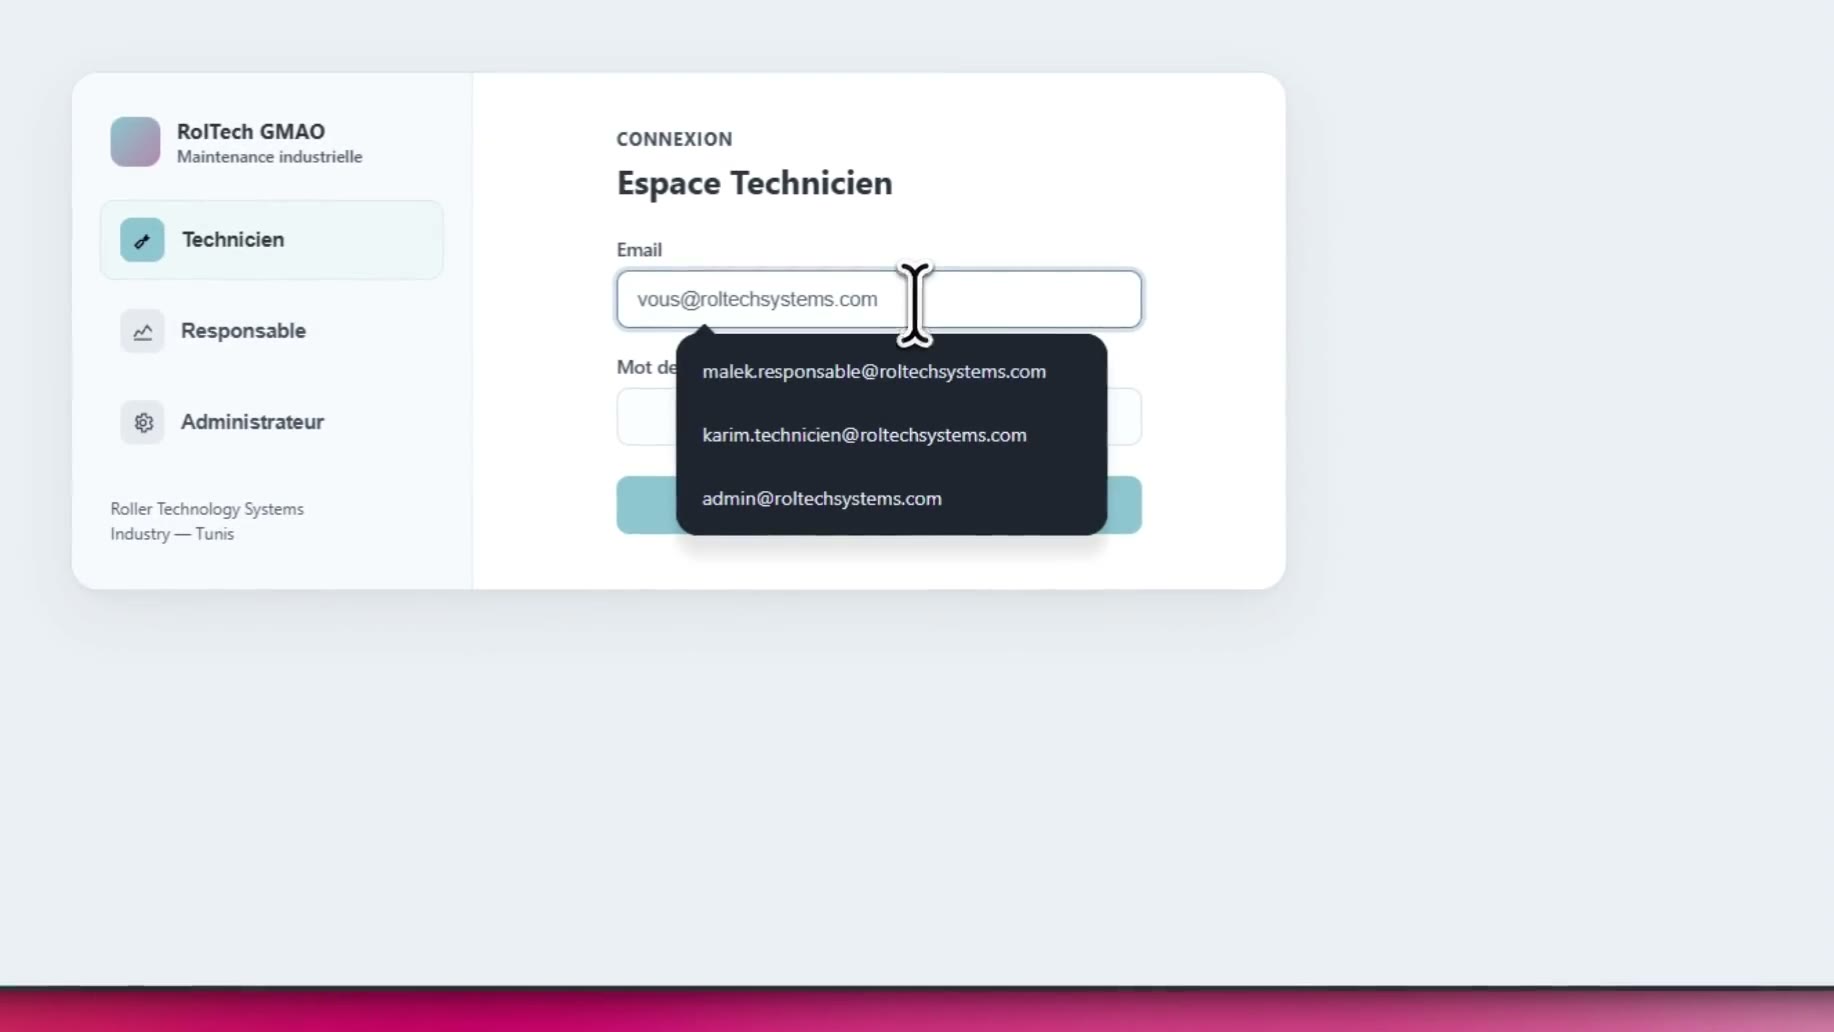 RolTech GMAO
Maintenance industrielle
Technicien
Responsable
Administrateur
Roller Technology Systems
Industry — Tunis
CONNEXION
Espace Technicien
Email
vous@roltechsystems.com
Mot de
malek.responsable@roltechsystems.com
karim.technicien@roltechsystems.com
admin@roltechsystems.com